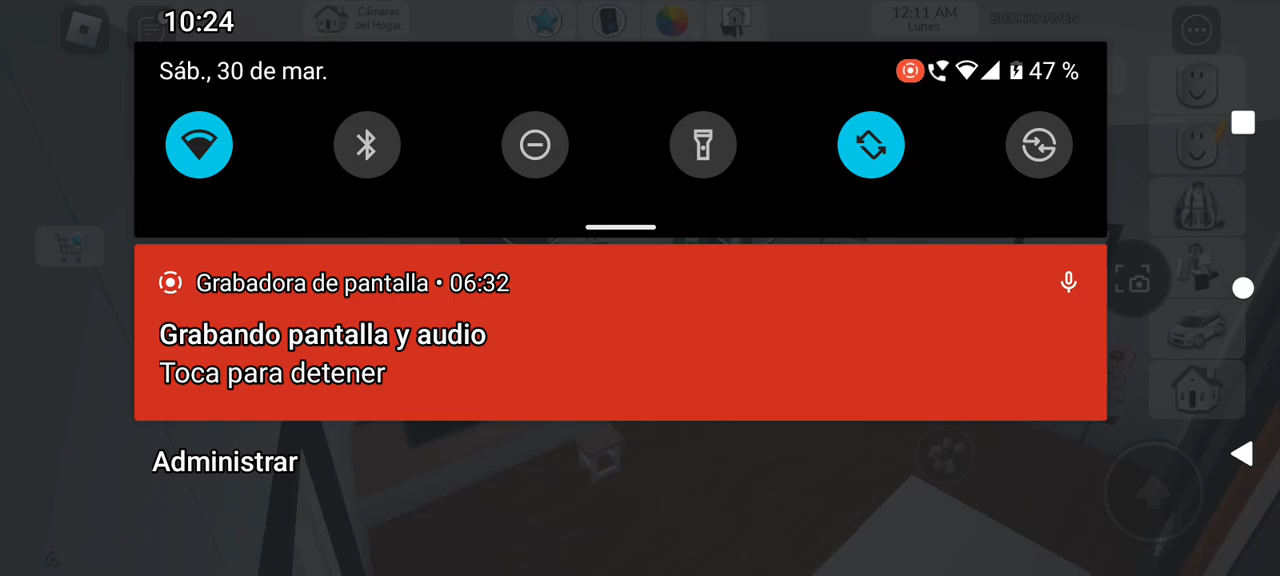 10:24
Cámaras
del Hogar
12:11 AM
Lunes
BROOKHAVEN
Sáb., 30 de mar.
47 %
Grabadora de pantalla • 06:32
Grabando pantalla y audio
Toca para detener
Administrar